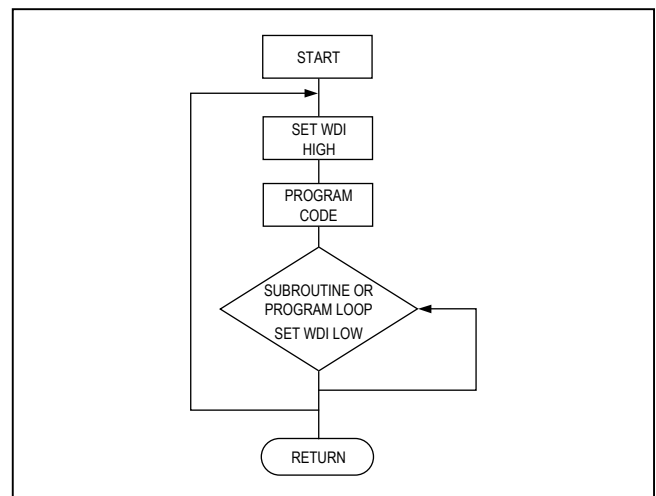 START
SET WDI
HIGH
PROGRAM
CODE
SUBROUTINE OR
PROGRAM LOOP
SET WDI LOW
RETURN